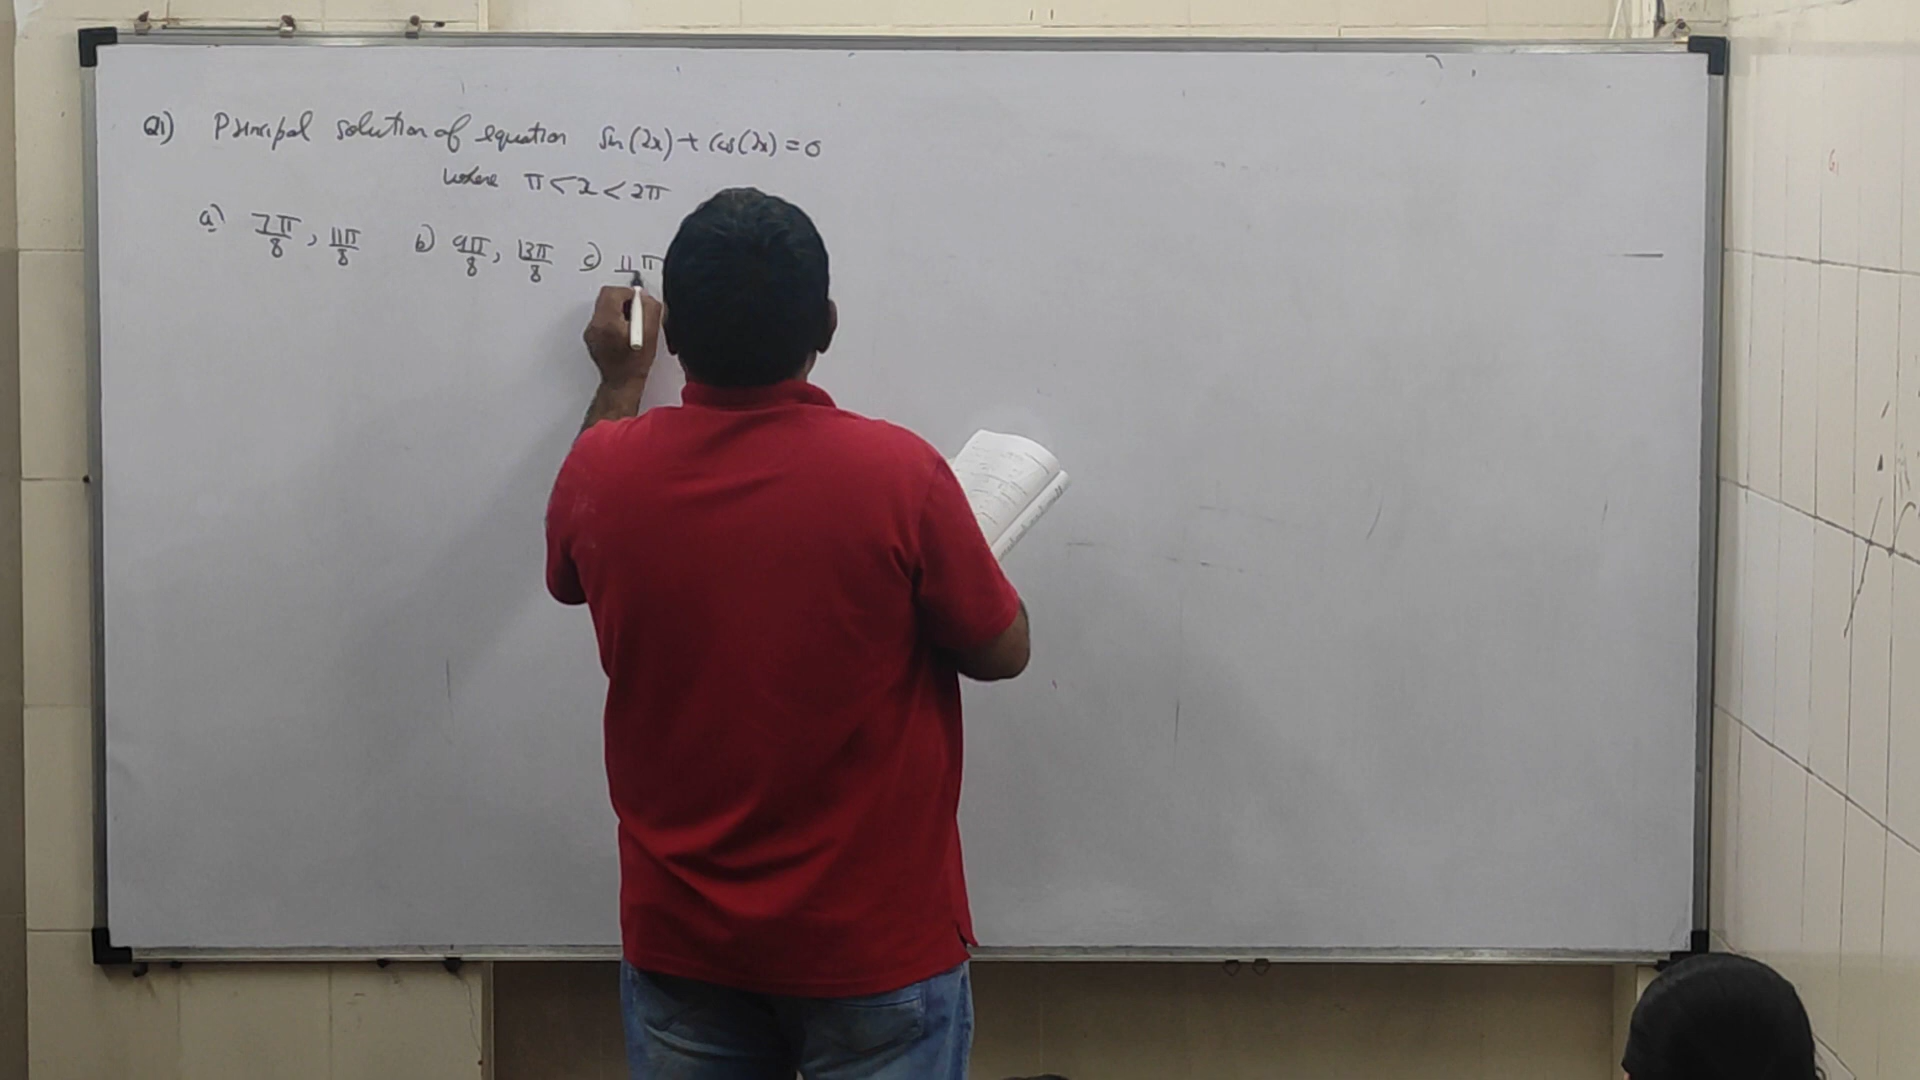 Q1) Principal solution of equation sin(2x) + cos(2x) = 0
where π < x < 2π
a) 7π/8, 11π/8 b) 9π/8, 13π/8 c) 11π